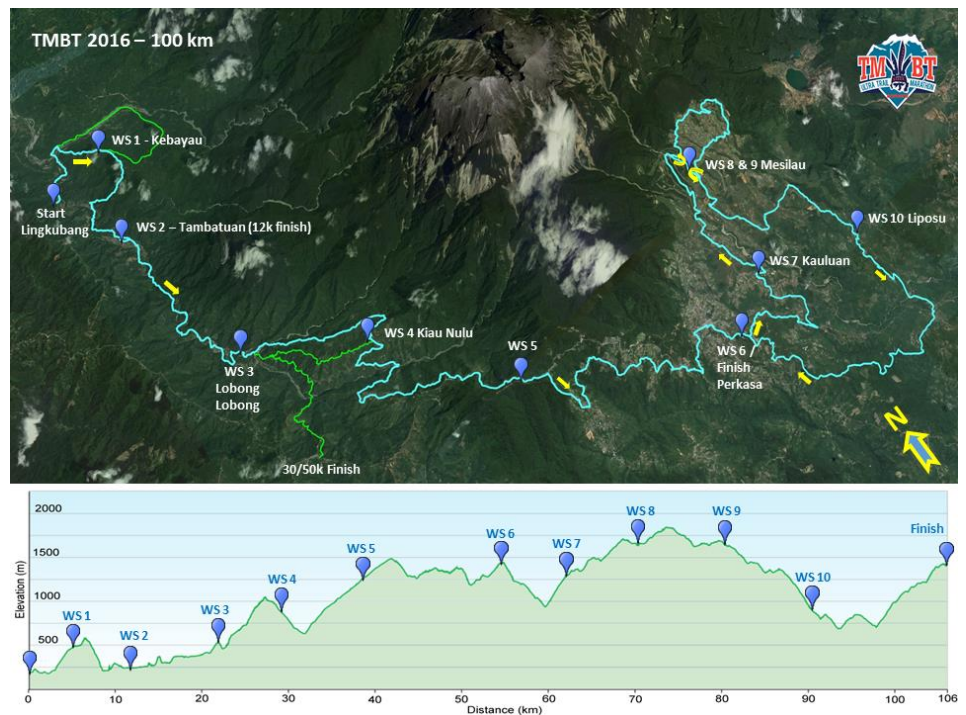 TMBT 2016 – 100 km
TMBT
ULTRA TRAIL MARATHON
WS 1 - Kebayau
Start
Lingkubang
WS 2 – Tambatuan (12k finish)
WS 3
Lobong
Lobong
WS 4 Kiau Nulu
30/50k Finish
WS 5
WS 6 /
Finish
Perkasa
WS 7 Kauluan
WS 8 & 9 Mesilau
WS 10 Liposu
N
Elevation (m)
2000
1500
1000
500
WS 1
WS 2
WS 3
WS 4
WS 5
WS 6
WS 7
WS 8
WS 9
WS 10
Finish
0 10 20 30 40 50 60 70 80 90 100 106
Distance (km)